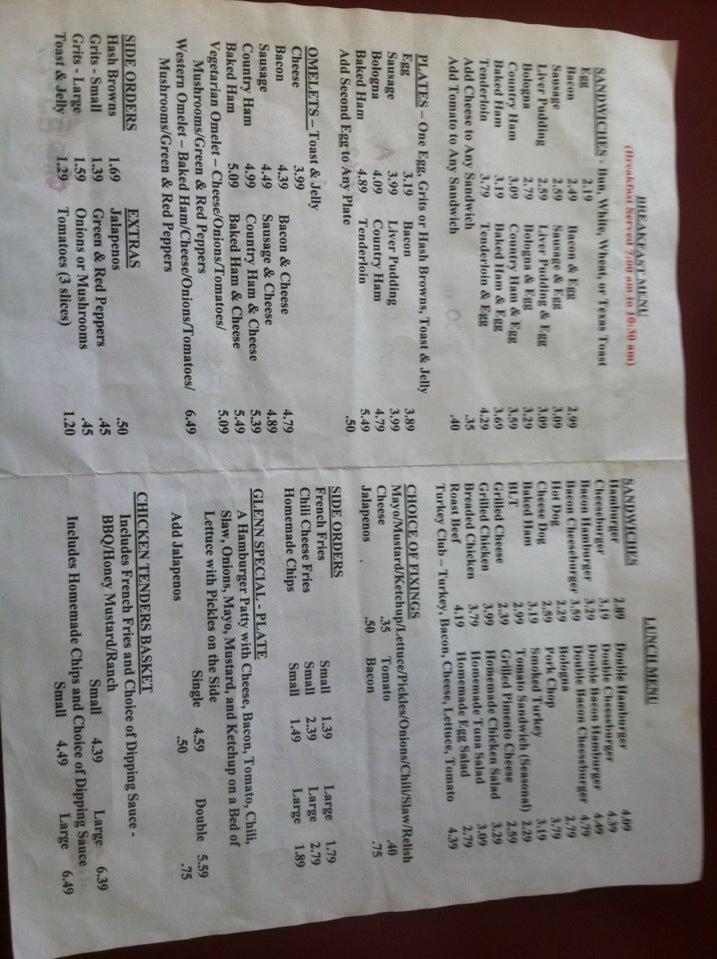 BREAKFAST MENU
(Breakfast Served 7:00 am to 10:30 am)
SANDWICHES - Bun, White, Wheat, or Texas Toast
Egg 2.19
Bacon 2.49 Bacon & Egg 2.99
Sausage 2.59 Sausage & Egg 3.09
Liver Pudding 2.59 Liver Pudding & Egg 3.09
Bologna 2.79 Bologna & Egg 3.29
Country Ham 3.09 Country Ham & Egg 3.59
Baked Ham 3.19 Baked Ham & Egg 3.69
Tenderloin 3.79 Tenderloin & Egg 4.29
Add Cheese to Any Sandwich .35
Add Tomato to Any Sandwich .40
PLATES – One Egg, Grits or Hash Browns, Toast & Jelly
Egg 3.19 Bacon 3.89
Sausage 3.99 Liver Pudding 3.99
Bologna 4.09 Country Ham 4.79
Baked Ham 4.89 Tenderloin 5.49
Add Second Egg to Any Plate .50
OMELETS – Toast & Jelly
Cheese 3.99
Bacon 4.39 Bacon & Cheese 4.79
Sausage 4.49 Sausage & Cheese 4.89
Country Ham 4.99 Country Ham & Cheese 5.39
Baked Ham 5.09 Baked Ham & Cheese 5.49
Vegetarian Omelet – Cheese/Onions/Tomatoes/ 5.09
Mushrooms/Green & Red Peppers
Western Omelet – Baked Ham/Cheese/Onions/Tomatoes/ 6.49
Mushrooms/Green & Red Peppers
SIDE ORDERS EXTRAS
Hash Browns 1.69 Jalapenos .50
Grits - Small 1.39 Green & Red Peppers .45
Grits - Large 1.59 Onions or Mushrooms .45
Toast & Jelly 1.29 Tomatoes (3 slices) 1.20
LUNCH MENU
SANDWICHES
Hamburger 2.89 Double Hamburger 4.09
Cheeseburger 3.19 Double Cheeseburger 4.39
Bacon Hamburger 3.29 Double Bacon Hamburger 4.49
Bacon Cheeseburger 3.59 Double Bacon Cheeseburger 4.79
Hot Dog 2.29 Bologna 2.79
Cheese Dog 2.59 Pork Chop 3.79
Baked Ham 3.19 Smoked Turkey 3.19
BLT 2.99 Tomato Sandwich (Seasonal) 2.29
Grilled Cheese 2.39 Grilled Pimento Cheese 2.59
Grilled Chicken 3.99 Homemade Chicken Salad 3.29
Breaded Chicken 3.79 Homemade Tuna Salad 3.09
Roast Beef 4.19 Homemade Egg Salad 2.79
Turkey Club – Turkey, Bacon, Cheese, Lettuce, Tomato 4.39
CHOICE OF FIXINGS
Mayo/Mustard/Ketchup/Lettuce/Pickles/Onions/Chili/Slaw/Relish
Cheese .35 Tomato .40
Jalapenos .50 Bacon .75
SIDE ORDERS
French Fries Small 1.39 Large 1.79
Chili Cheese Fries Small 2.39 Large 2.79
Homemade Chips Small 1.49 Large 1.89
GLENN SPECIAL - PLATE
A Hamburger Patty with Cheese, Bacon, Tomato, Chili,
Slaw, Onions, Mayo, Mustard, and Ketchup on a Bed of
Lettuce with Pickles on the Side
Single 4.59 Double 5.59
Add Jalapenos .50 .75
CHICKEN TENDERS BASKET
Includes French Fries and Choice of Dipping Sauce -
BBQ/Honey Mustard/Ranch
Small 4.39 Large 6.39
Includes Homemade Chips and Choice of Dipping Sauce
Small 4.49 Large 6.49